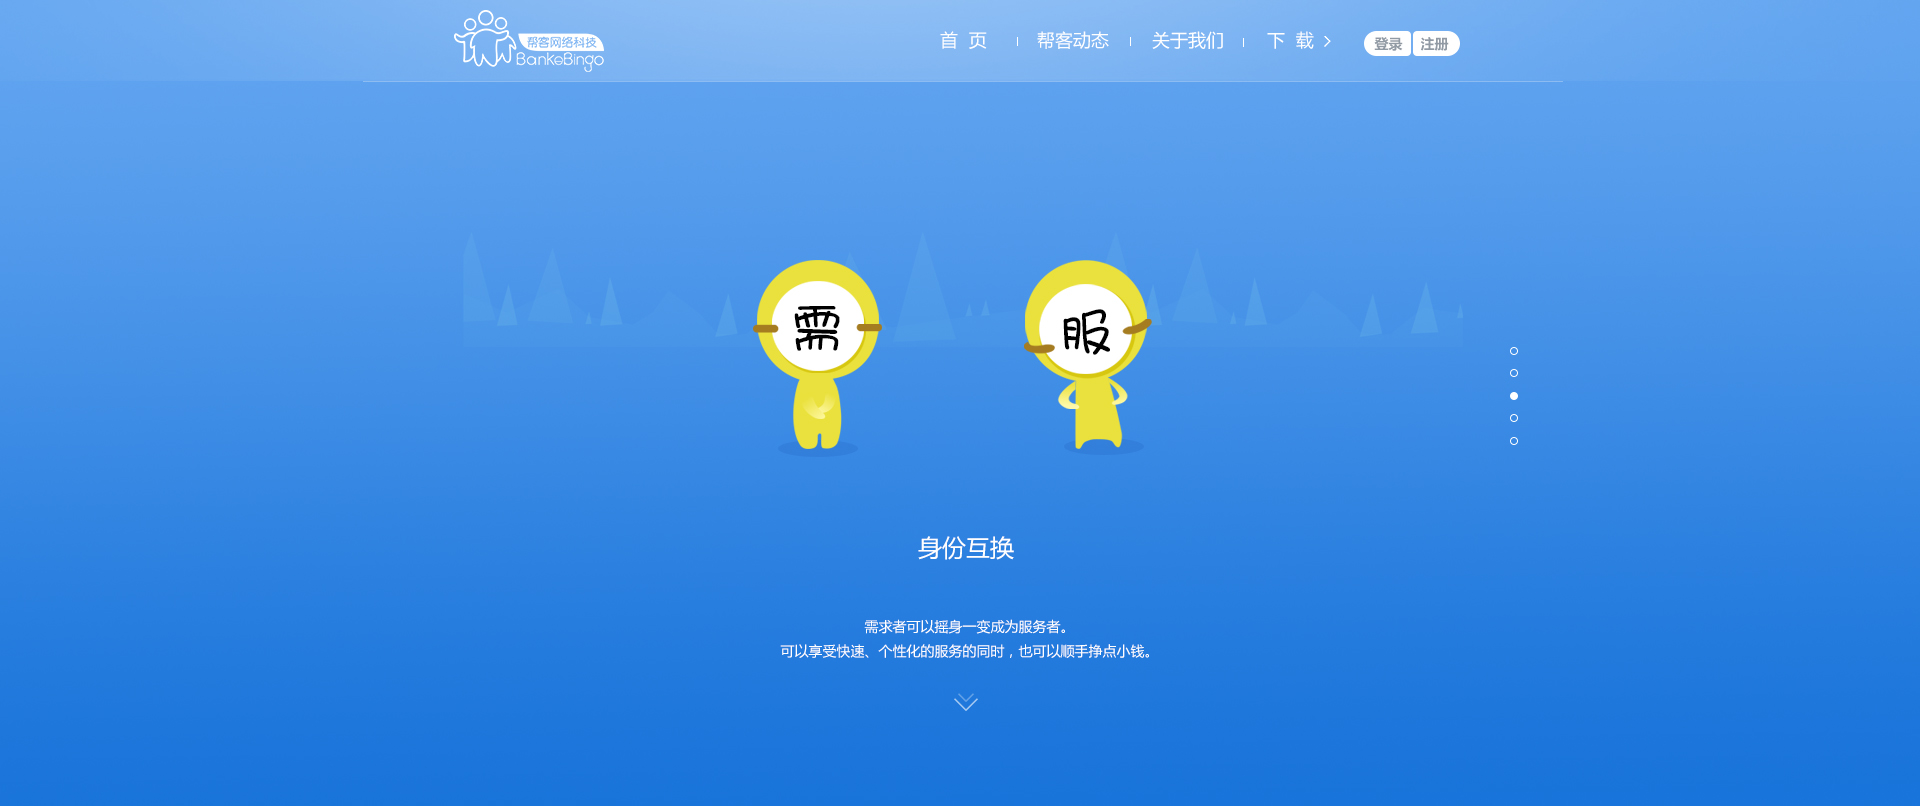 帮客网络科技
BankeBingo
首 页
帮客动态
关于我们
下 载
登录
注册
需
服
身份互换
需求者可以摇身一变成为服务者。
可以享受快速、个性化的服务的同时，也可以顺手挣点小钱。